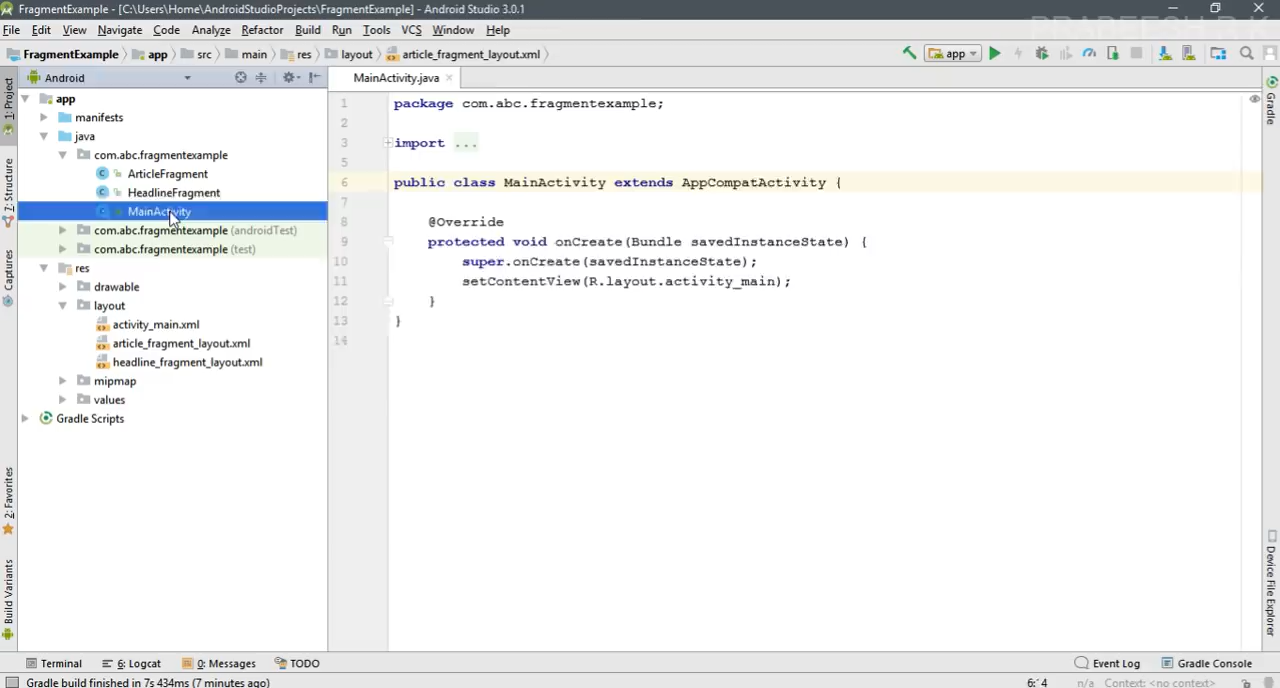 FragmentExample - [C:\Users\Home\AndroidStudioProjects\FragmentExample] - Android Studio 3.0.1
PRADEESH R K
File Edit View Navigate Code Analyze Refactor Build Run Tools VCS Window Help
FragmentExample app src main res layout article_fragment_layout.xml app
Android MainActivity.java
1: Project
Z: Structure
Captures
2: Favorites
Build Variants
app
manifests
java
com.abc.fragmentexample
ArticleFragment
HeadlineFragment
MainActivity
com.abc.fragmentexample (androidTest)
com.abc.fragmentexample (test)
res
drawable
layout
activity_main.xml
article_fragment_layout.xml
headline_fragment_layout.xml
mipmap
values
Gradle Scripts
1 package com.abc.fragmentexample;
2
3 import ...
5
6 public class MainActivity extends AppCompatActivity {
7
8 @Override
9 protected void onCreate(Bundle savedInstanceState) {
10 super.onCreate(savedInstanceState);
11 setContentView(R.layout.activity_main);
12 }
13 }
14
Gradle
Device File Explorer
Terminal 6: Logcat 0: Messages TODO Event Log Gradle Console
Gradle build finished in 7s 434ms (7 minutes ago) 6:4 n/a Context: <no context>